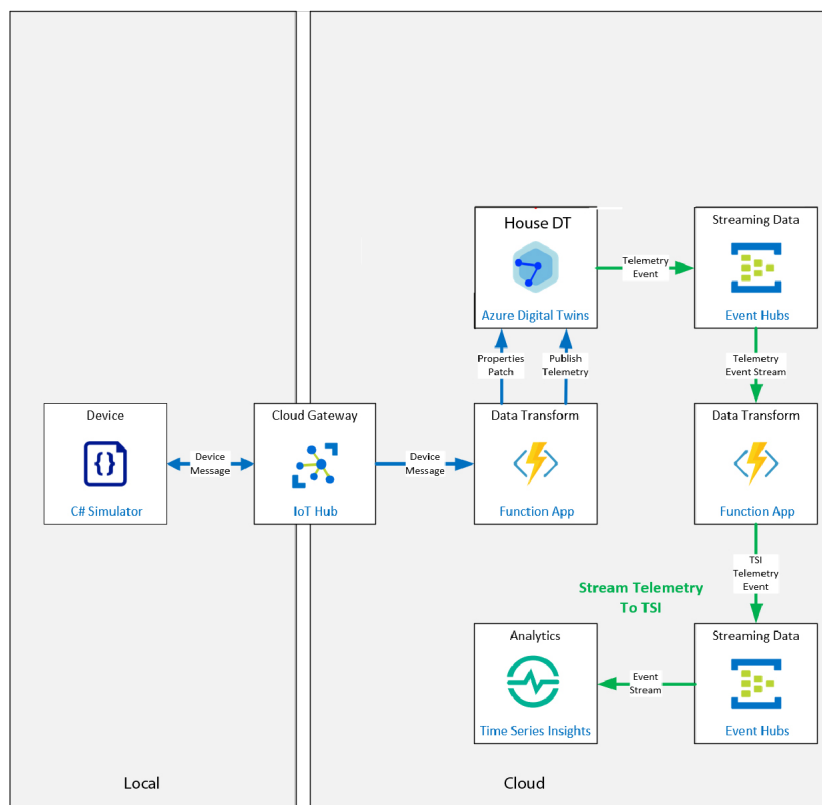 House DT
Azure Digital Twins
Telemetry
Event
Streaming Data
Event Hubs
Properties
Patch
Publish
Telemetry
Telemetry
Event Stream
Device
{}
C# Simulator
Device
Message
Cloud Gateway
IoT Hub
Device
Message
Data Transform
Function App
Data Transform
Function App
TSI
Telemetry
Event
Stream Telemetry
To TSI
Analytics
Time Series Insights
Event
Stream
Streaming Data
Event Hubs
Local
Cloud